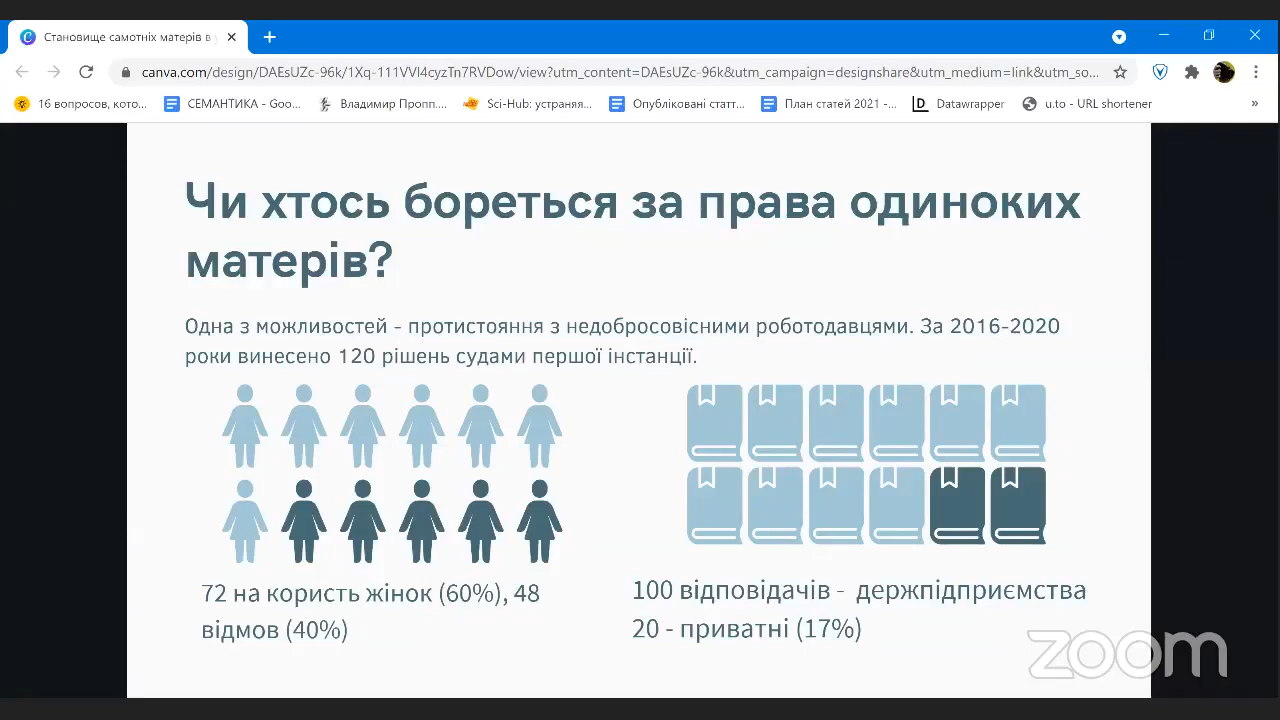 Становище самотніх матерів в у
canva.com/design/DAEsUZc-96k/1Xq-111VVl4cyzTn7RVDow/view?utm_content=DAEsUZc-96k&utm_campaign=designshare&utm_medium=link&utm_so...
16 вопросов, кото... СЕМАНТИКА - Goo... Владимир Пропп.... Sci-Hub: устраняя... Опубліковані статт... План статей 2021 -... Datawrapper u.to - URL shortener »
Чи хтось бореться за права одиноких
матерів?
Одна з можливостей - протистояння з недобросовісними роботодавцями. За 2016-2020
роки винесено 120 рішень судами першої інстанції.
72 на користь жінок (60%), 48
відмов (40%)
100 відповідачів - держпідприємства
20 - приватні (17%)
zoom